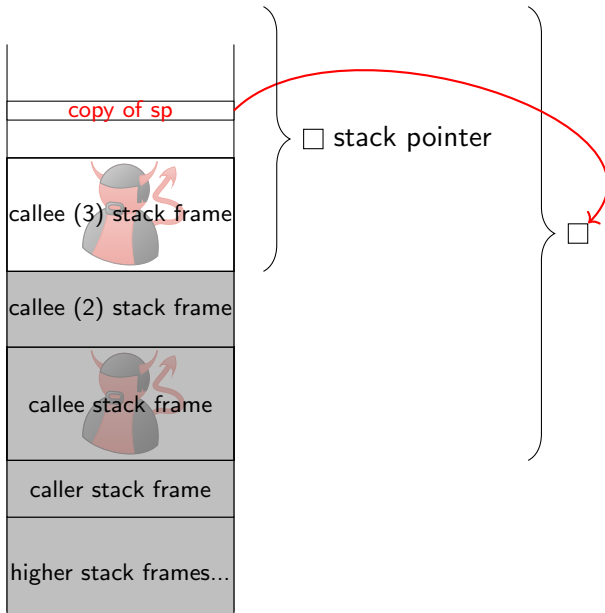 copy of sp
□ stack pointer
callee (3) stack frame
□
callee (2) stack frame
callee stack frame
caller stack frame
higher stack frames...